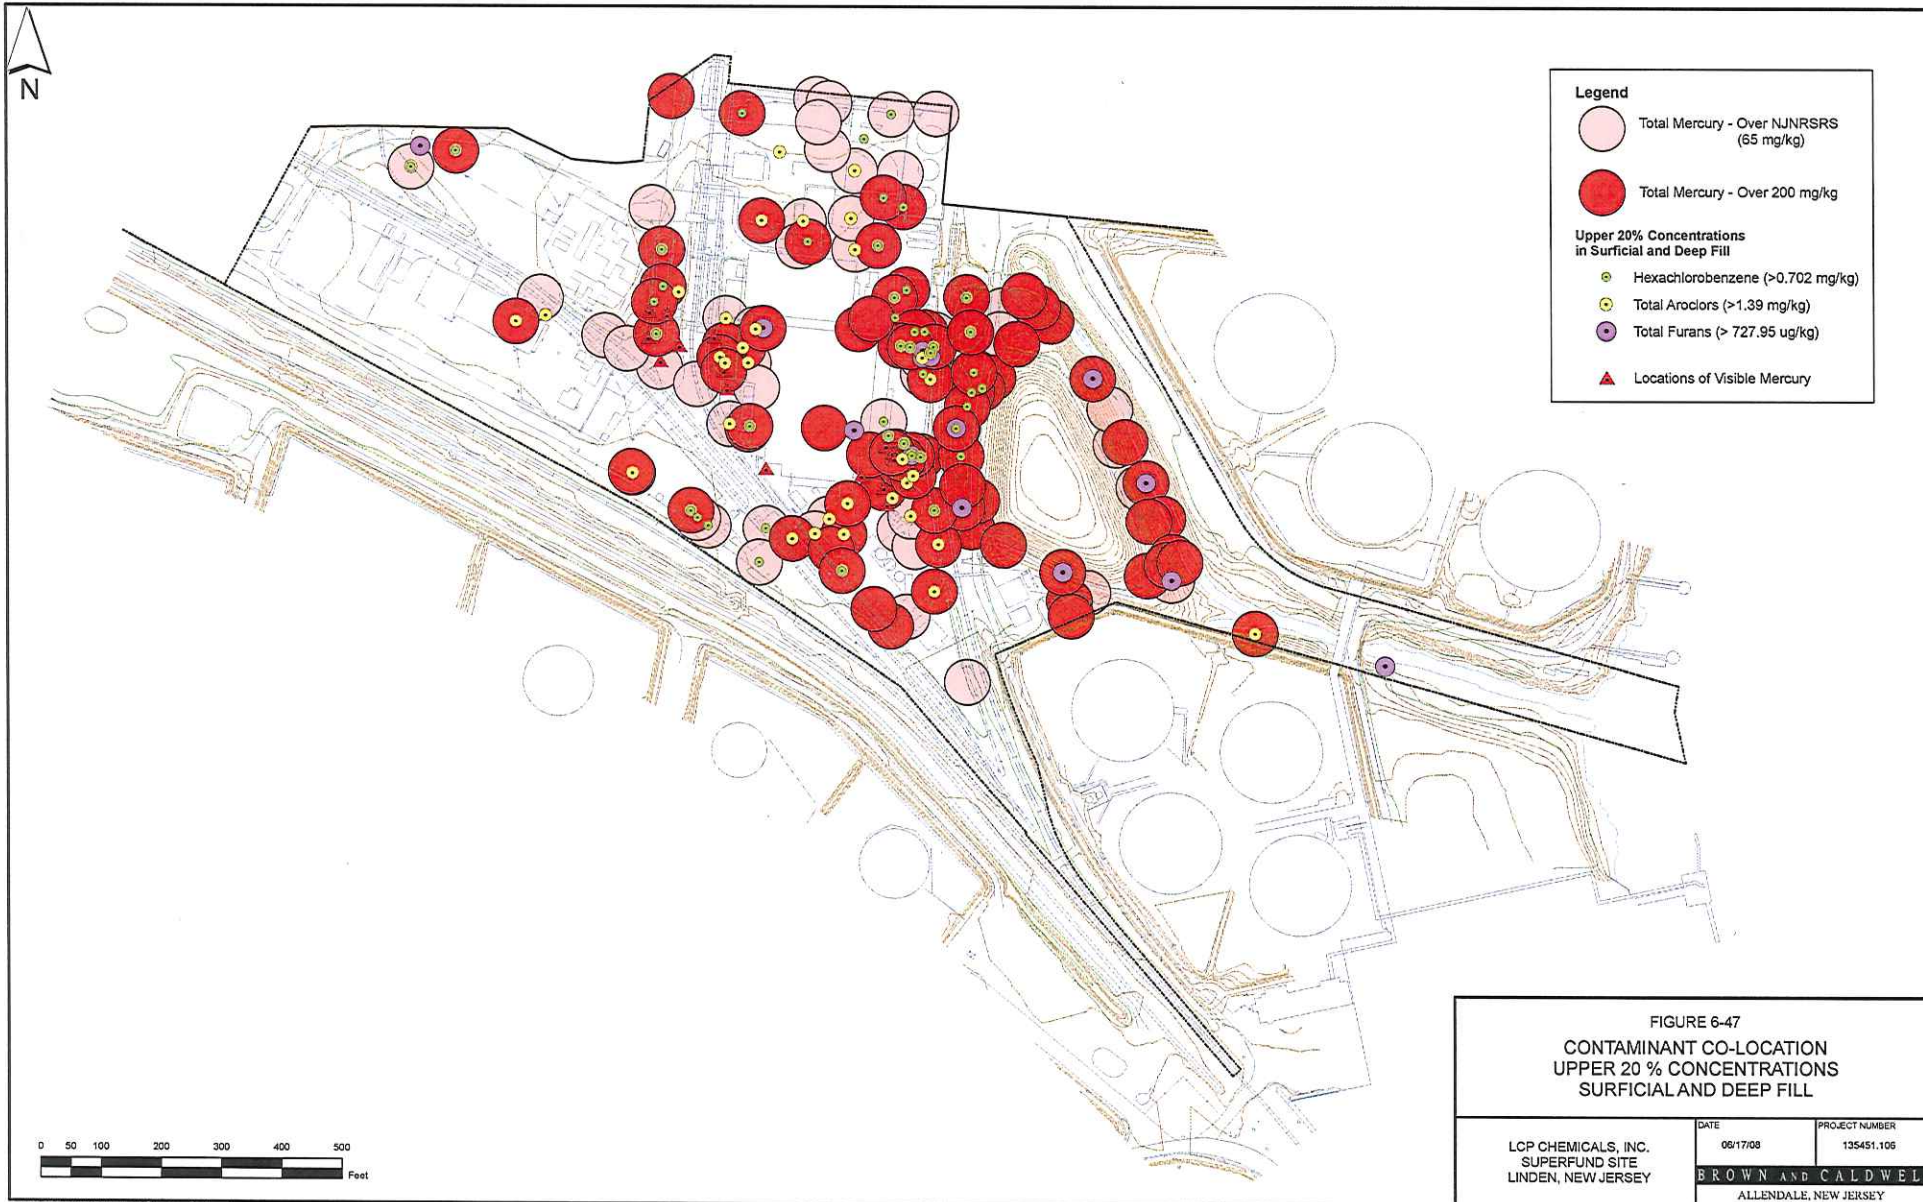 N
Legend
Total Mercury - Over NJNRSRS
(65 mg/kg)
Total Mercury - Over 200 mg/kg
Upper 20% Concentrations
in Surficial and Deep Fill
Hexachlorobenzene (>0.702 mg/kg)
Total Aroclors (>1.39 mg/kg)
Total Furans (> 727.95 ug/kg)
Locations of Visible Mercury
0 50 100 200 300 400 500
Feet
FIGURE 6-47
CONTAMINANT CO-LOCATION
UPPER 20 % CONCENTRATIONS
SURFICIAL AND DEEP FILL
LCP CHEMICALS, INC.
SUPERFUND SITE
LINDEN, NEW JERSEY
DATE
06/17/08
PROJECT NUMBER
135451.106
BROWN AND CALDWEL
ALLENDALE, NEW JERSEY